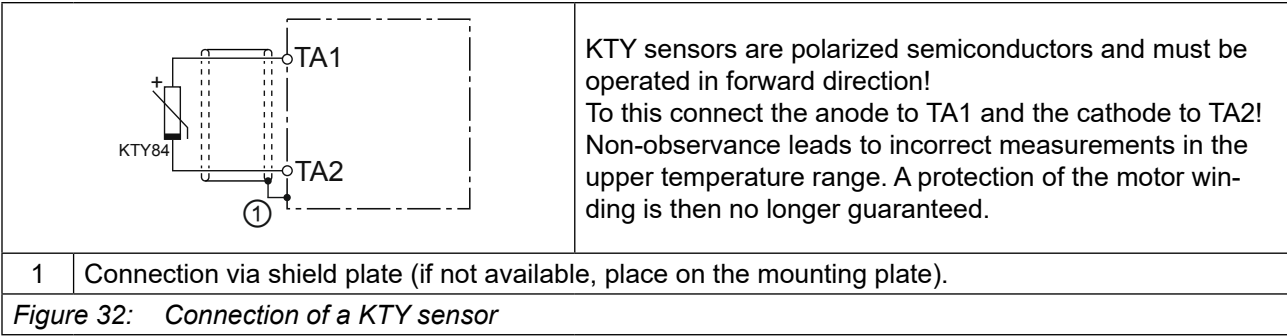 TA1
+
KTY84
TA2
1
KTY sensors are polarized semiconductors and must be
operated in forward direction!
To this connect the anode to TA1 and the cathode to TA2!
Non-observance leads to incorrect measurements in the
upper temperature range. A protection of the motor win-
ding is then no longer guaranteed.
1 Connection via shield plate (if not available, place on the mounting plate).
Figure 32: Connection of a KTY sensor